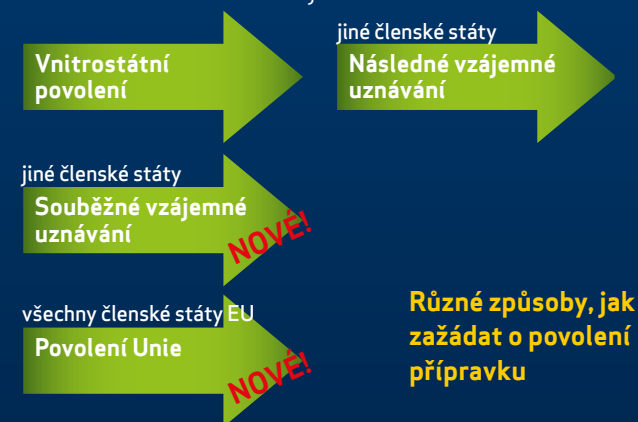 Vnitrostátní
povolení
jiné členské státy
Následné vzájemné
uznávání
jiné členské státy
Souběžné vzájemné
uznávání
NOVÉ!
všechny členské státy EU
Povolení Unie
NOVÉ!
Různé způsoby, jak
zažádat o povolení
přípravku